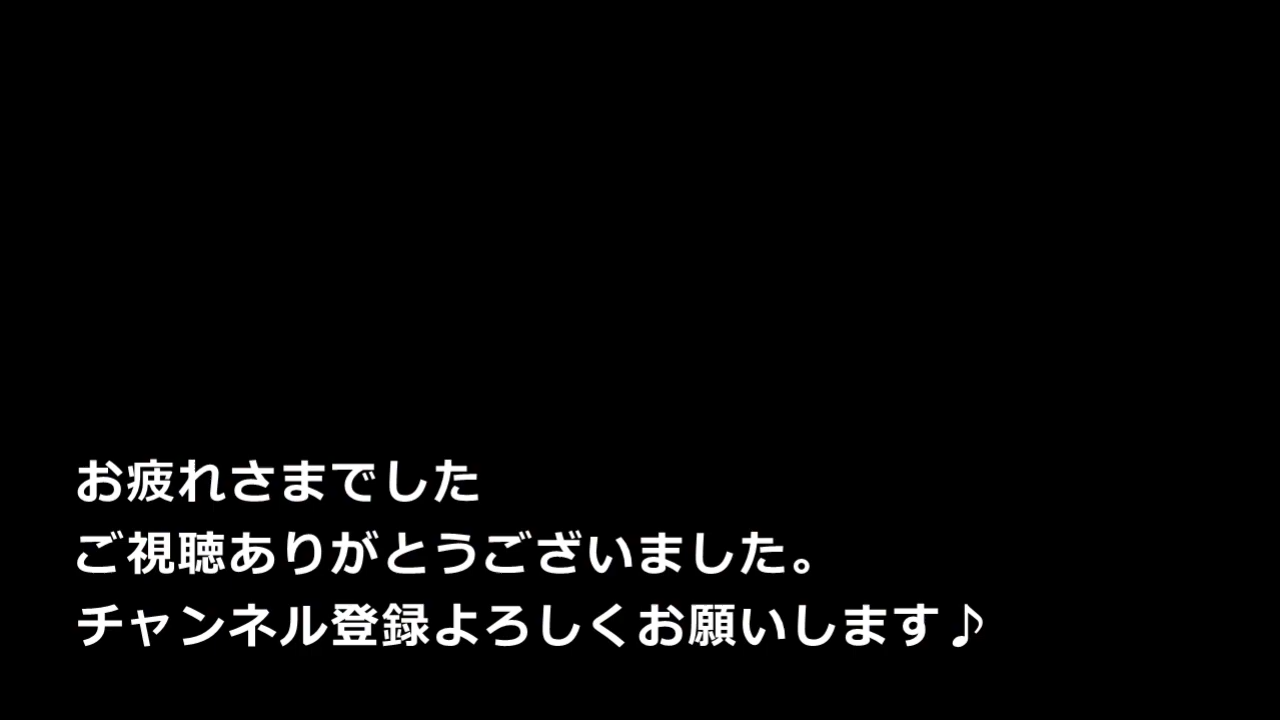 お疲れさまでした
ご視聴ありがとうございました。
チャンネル登録よろしくお願いします♪